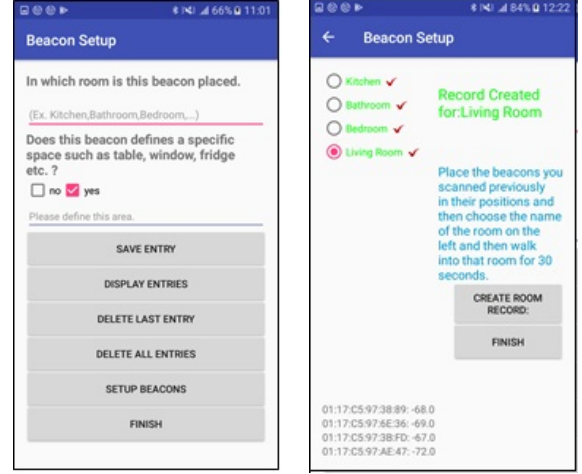 66% 11:01
Beacon Setup
In which room is this beacon placed.
(Ex. Kitchen,Bathroom,Bedroom,...)
Does this beacon defines a specific
space such as table, window, fridge
etc. ?
no yes
Please define this area.
SAVE ENTRY
DISPLAY ENTRIES
DELETE LAST ENTRY
DELETE ALL ENTRIES
SETUP BEACONS
FINISH
84% 12:22
Beacon Setup
Kitchen
Bathroom
Bedroom
Living Room
Record Created
for:Living Room
Place the beacons you
scanned previously
in their positions and
then choose the name
of the room on the
left and then walk
into that room for 30
seconds.
CREATE ROOM
RECORD:
FINISH
01:17:C5:97:38:89: -68.0
01:17:C5:97:6E:36: -69.0
01:17:C5:97:3B:FD: -67.0
01:17:C5:97:AE:47: -72.0